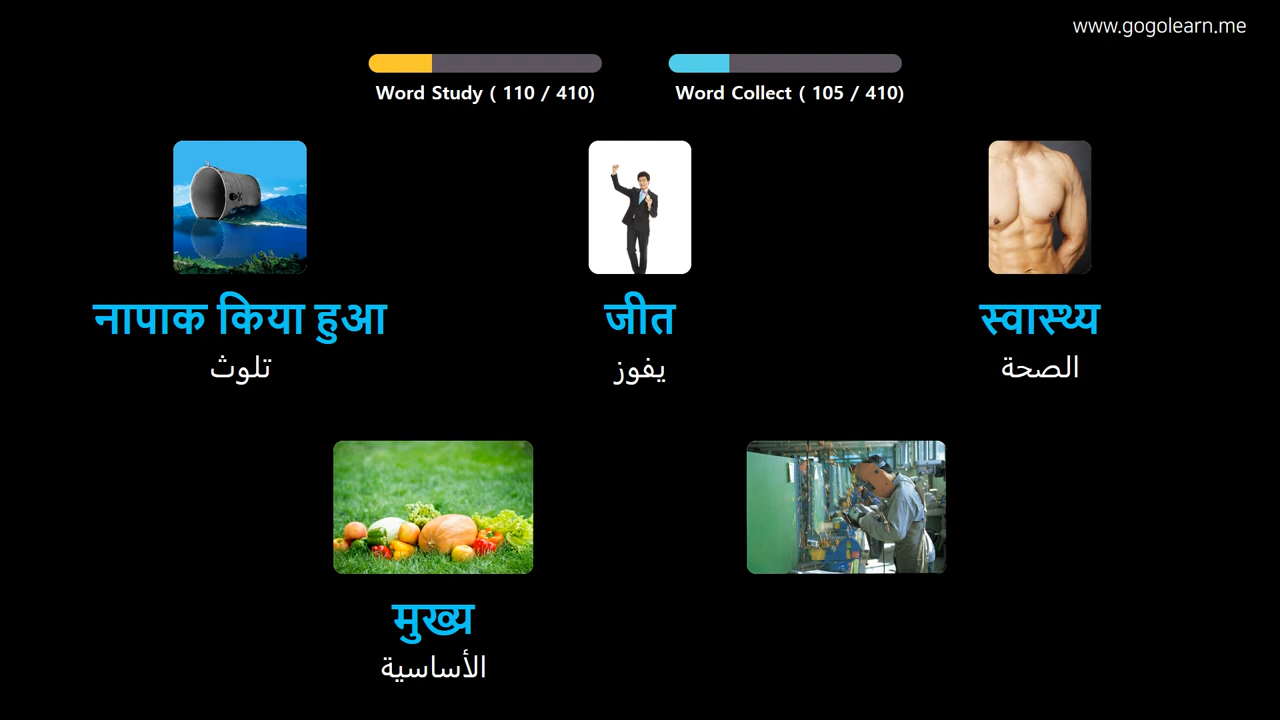 www.gogolearn.me
Word Study ( 110 / 410)
Word Collect ( 105 / 410)
नापाक किया हुआ
تلوث
जीत
يفوز
स्वास्थ्य
الصحة
मुख्य
الأساسية